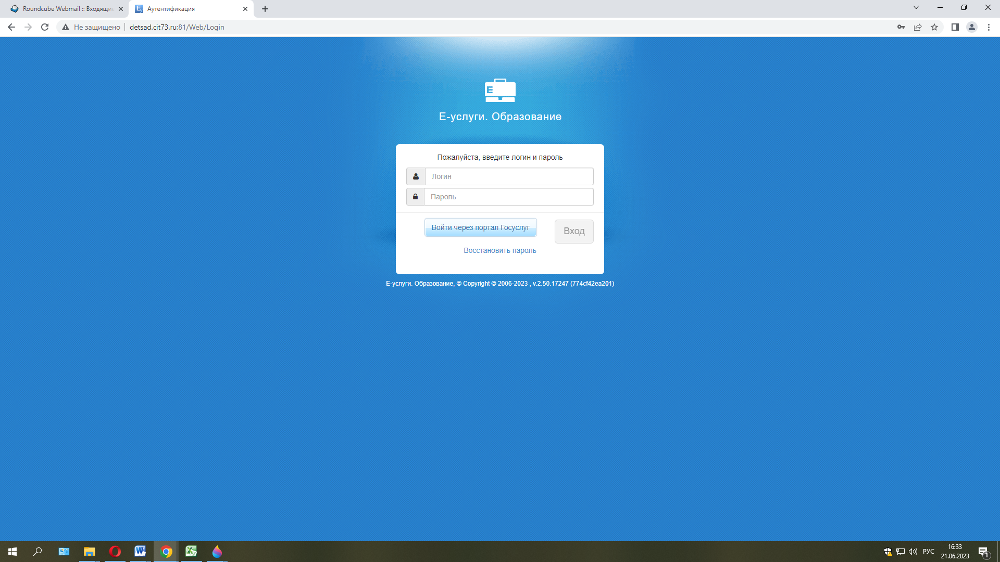 Roundcube Webmail :: Входящие
Аутентификация
Не защищено
detsad.cit73.ru:81/Web/Login
E
Е-услуги. Образование
Пожалуйста, введите логин и пароль
Логин
Пароль
Войти через портал Госуслуг
Вход
Восстановить пароль
Е-услуги. Образование, © Copyright © 2006-2023 , v.2.50.17247 (774cf42ea201)
РУС
16:33
21.06.2023
1